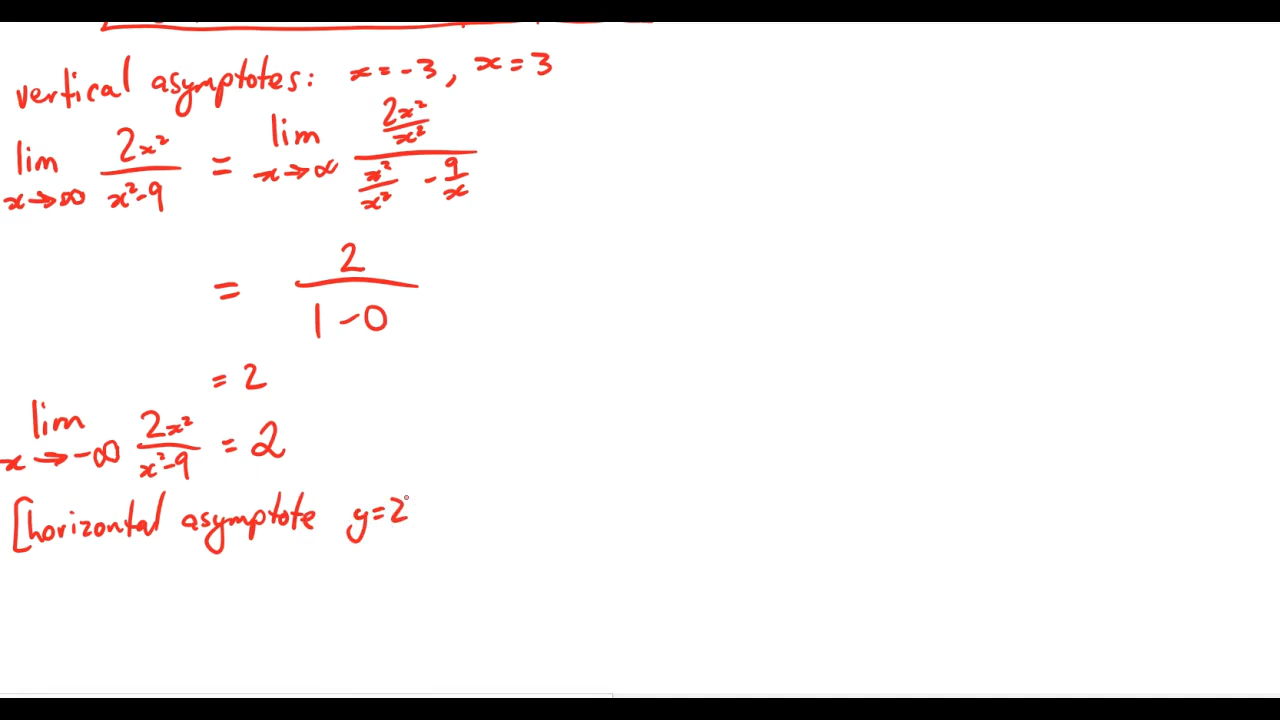 vertical asymptotes: x=-3, x=3
lim x→∞ 2x²/(x²-9) = lim x→∞ (2x²/x²)/(x²/x² - 9/x)
= 2/(1-0)
= 2
lim x→-∞ 2x²/(x²-9) = 2
[horizontal asymptote y=2